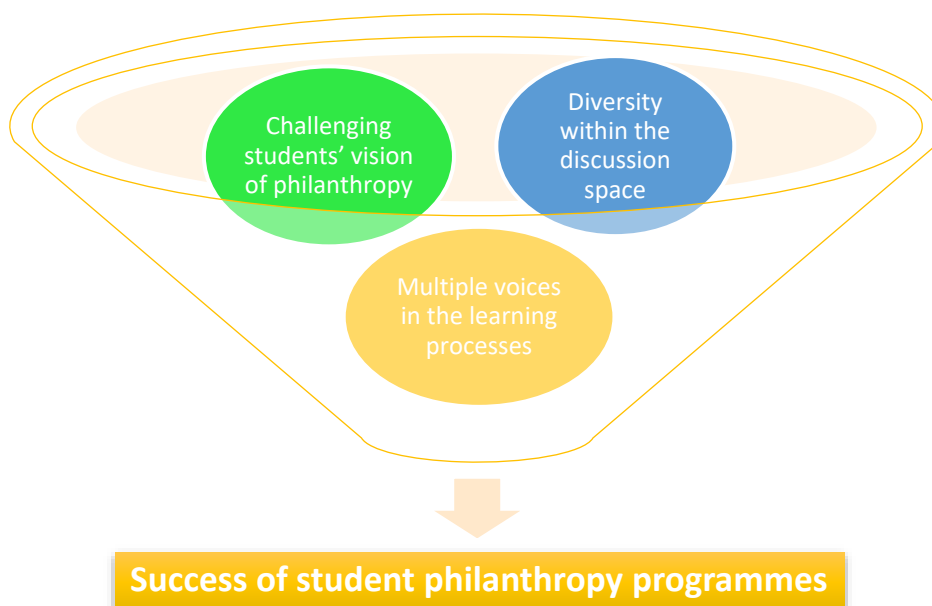 Challenging
students’ vision
of philanthropy
Diversity
within the
discussion
space
Multiple voices
in the learning
processes
Success of student philanthropy programmes